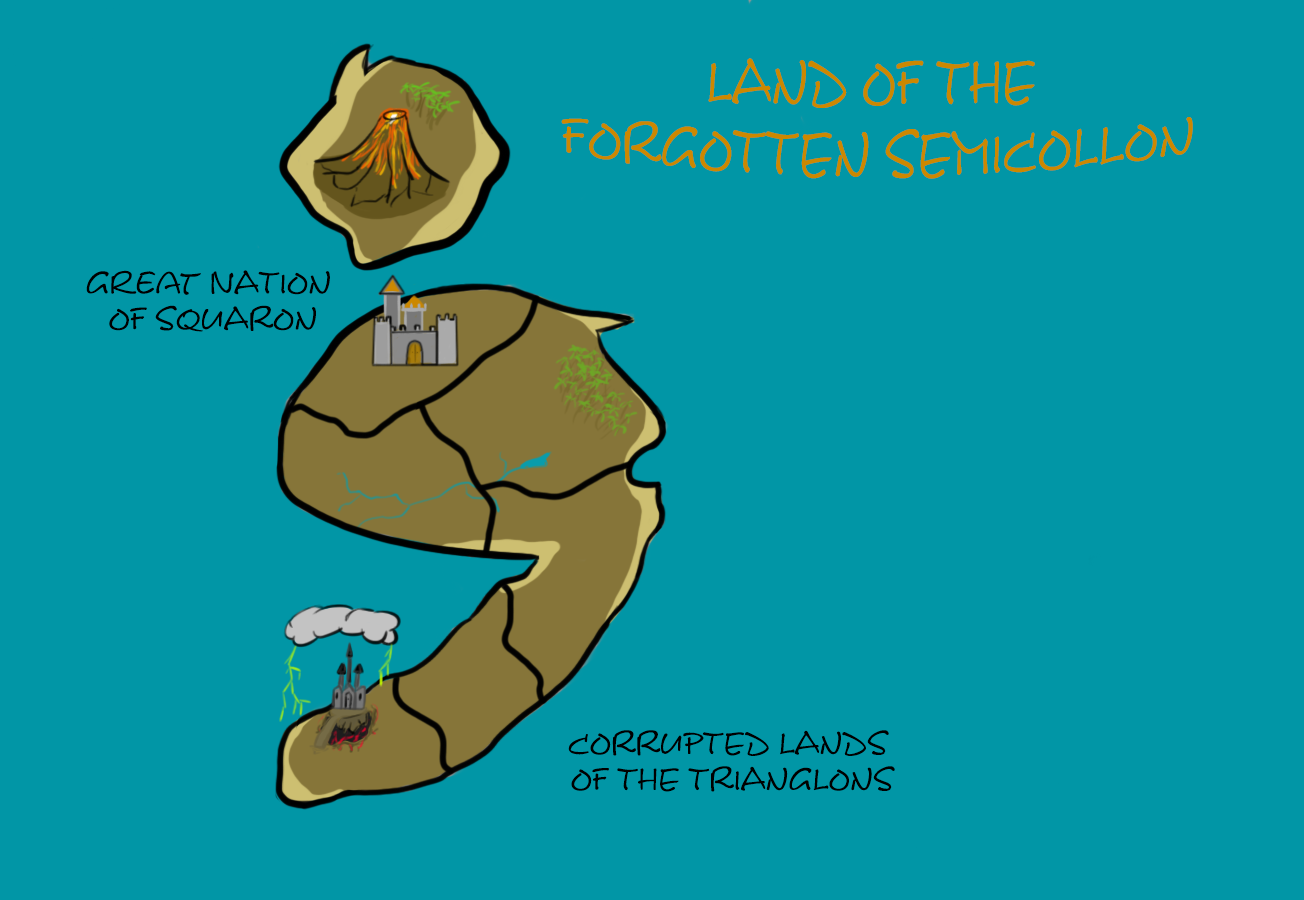 LAND OF THE
FORGOTTEN SEMICOLLON
GREAT NATION
OF SQUARON
CORRUPTED LANDS
OF THE TRIANGLONS